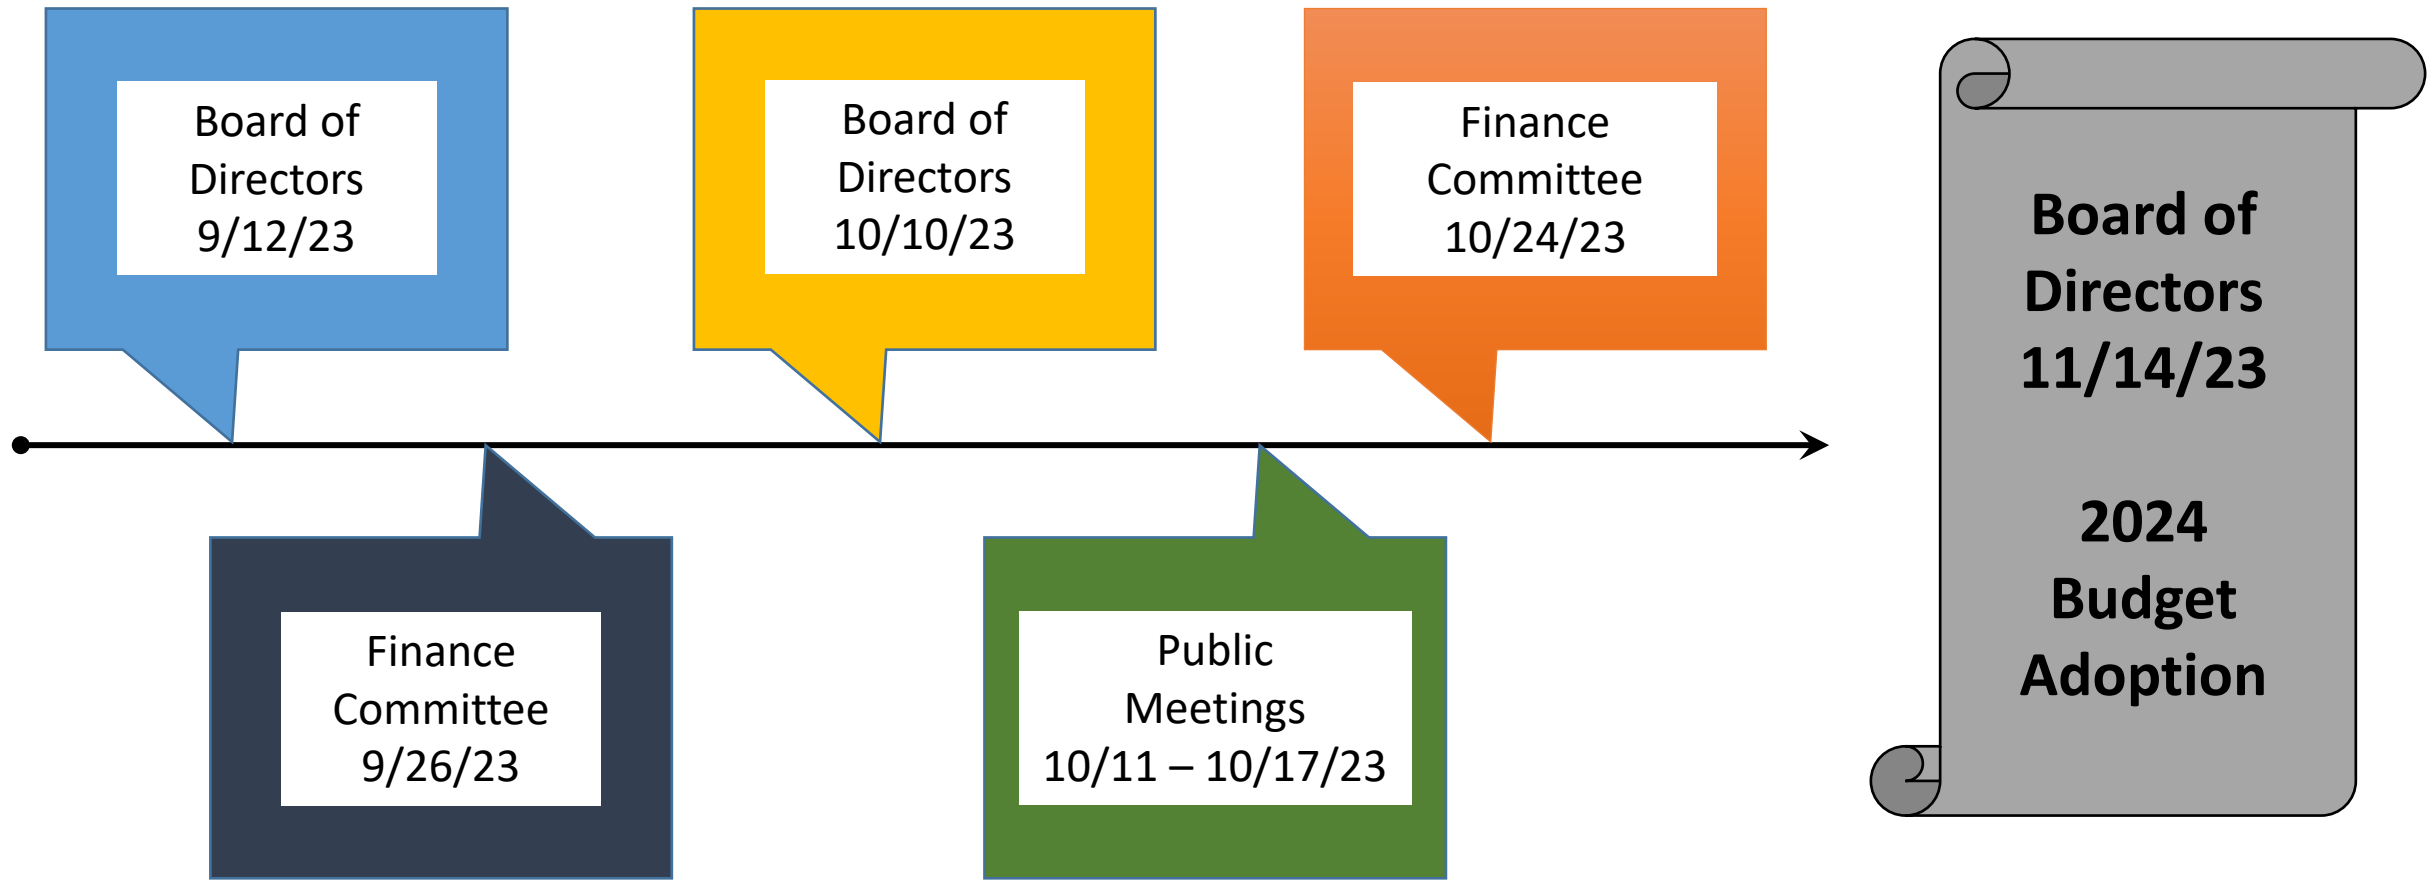 Board of
Directors
9/12/23
Finance
Committee
9/26/23
Board of
Directors
10/10/23
Public
Meetings
10/11 – 10/17/23
Finance
Committee
10/24/23
Board of
Directors
11/14/23
2024
Budget
Adoption